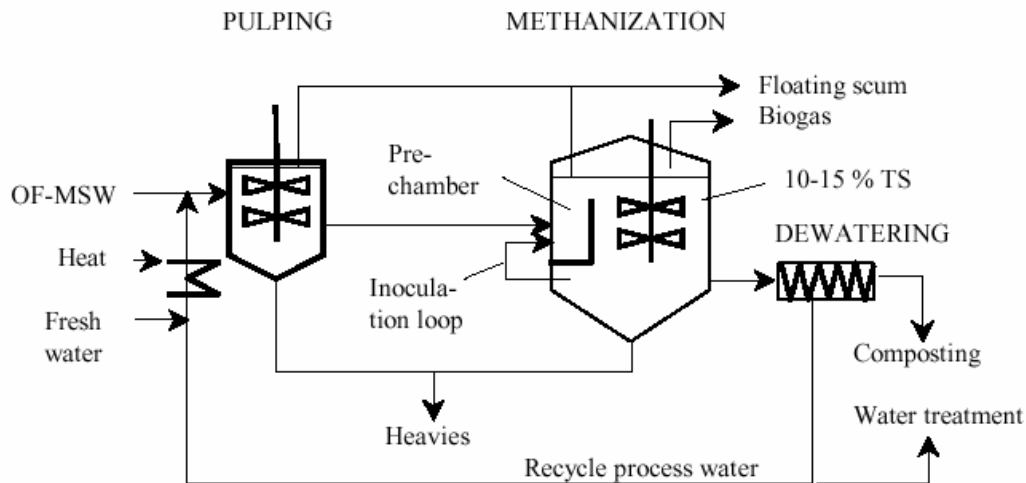 PULPING
METHANIZATION
Floating scum
Biogas
Pre-
chamber
10-15 % TS
OF-MSW
DEWATERING
Heat
Inocula-
tion loop
Fresh
water
Composting
Water treatment
Heavies
Recycle process water